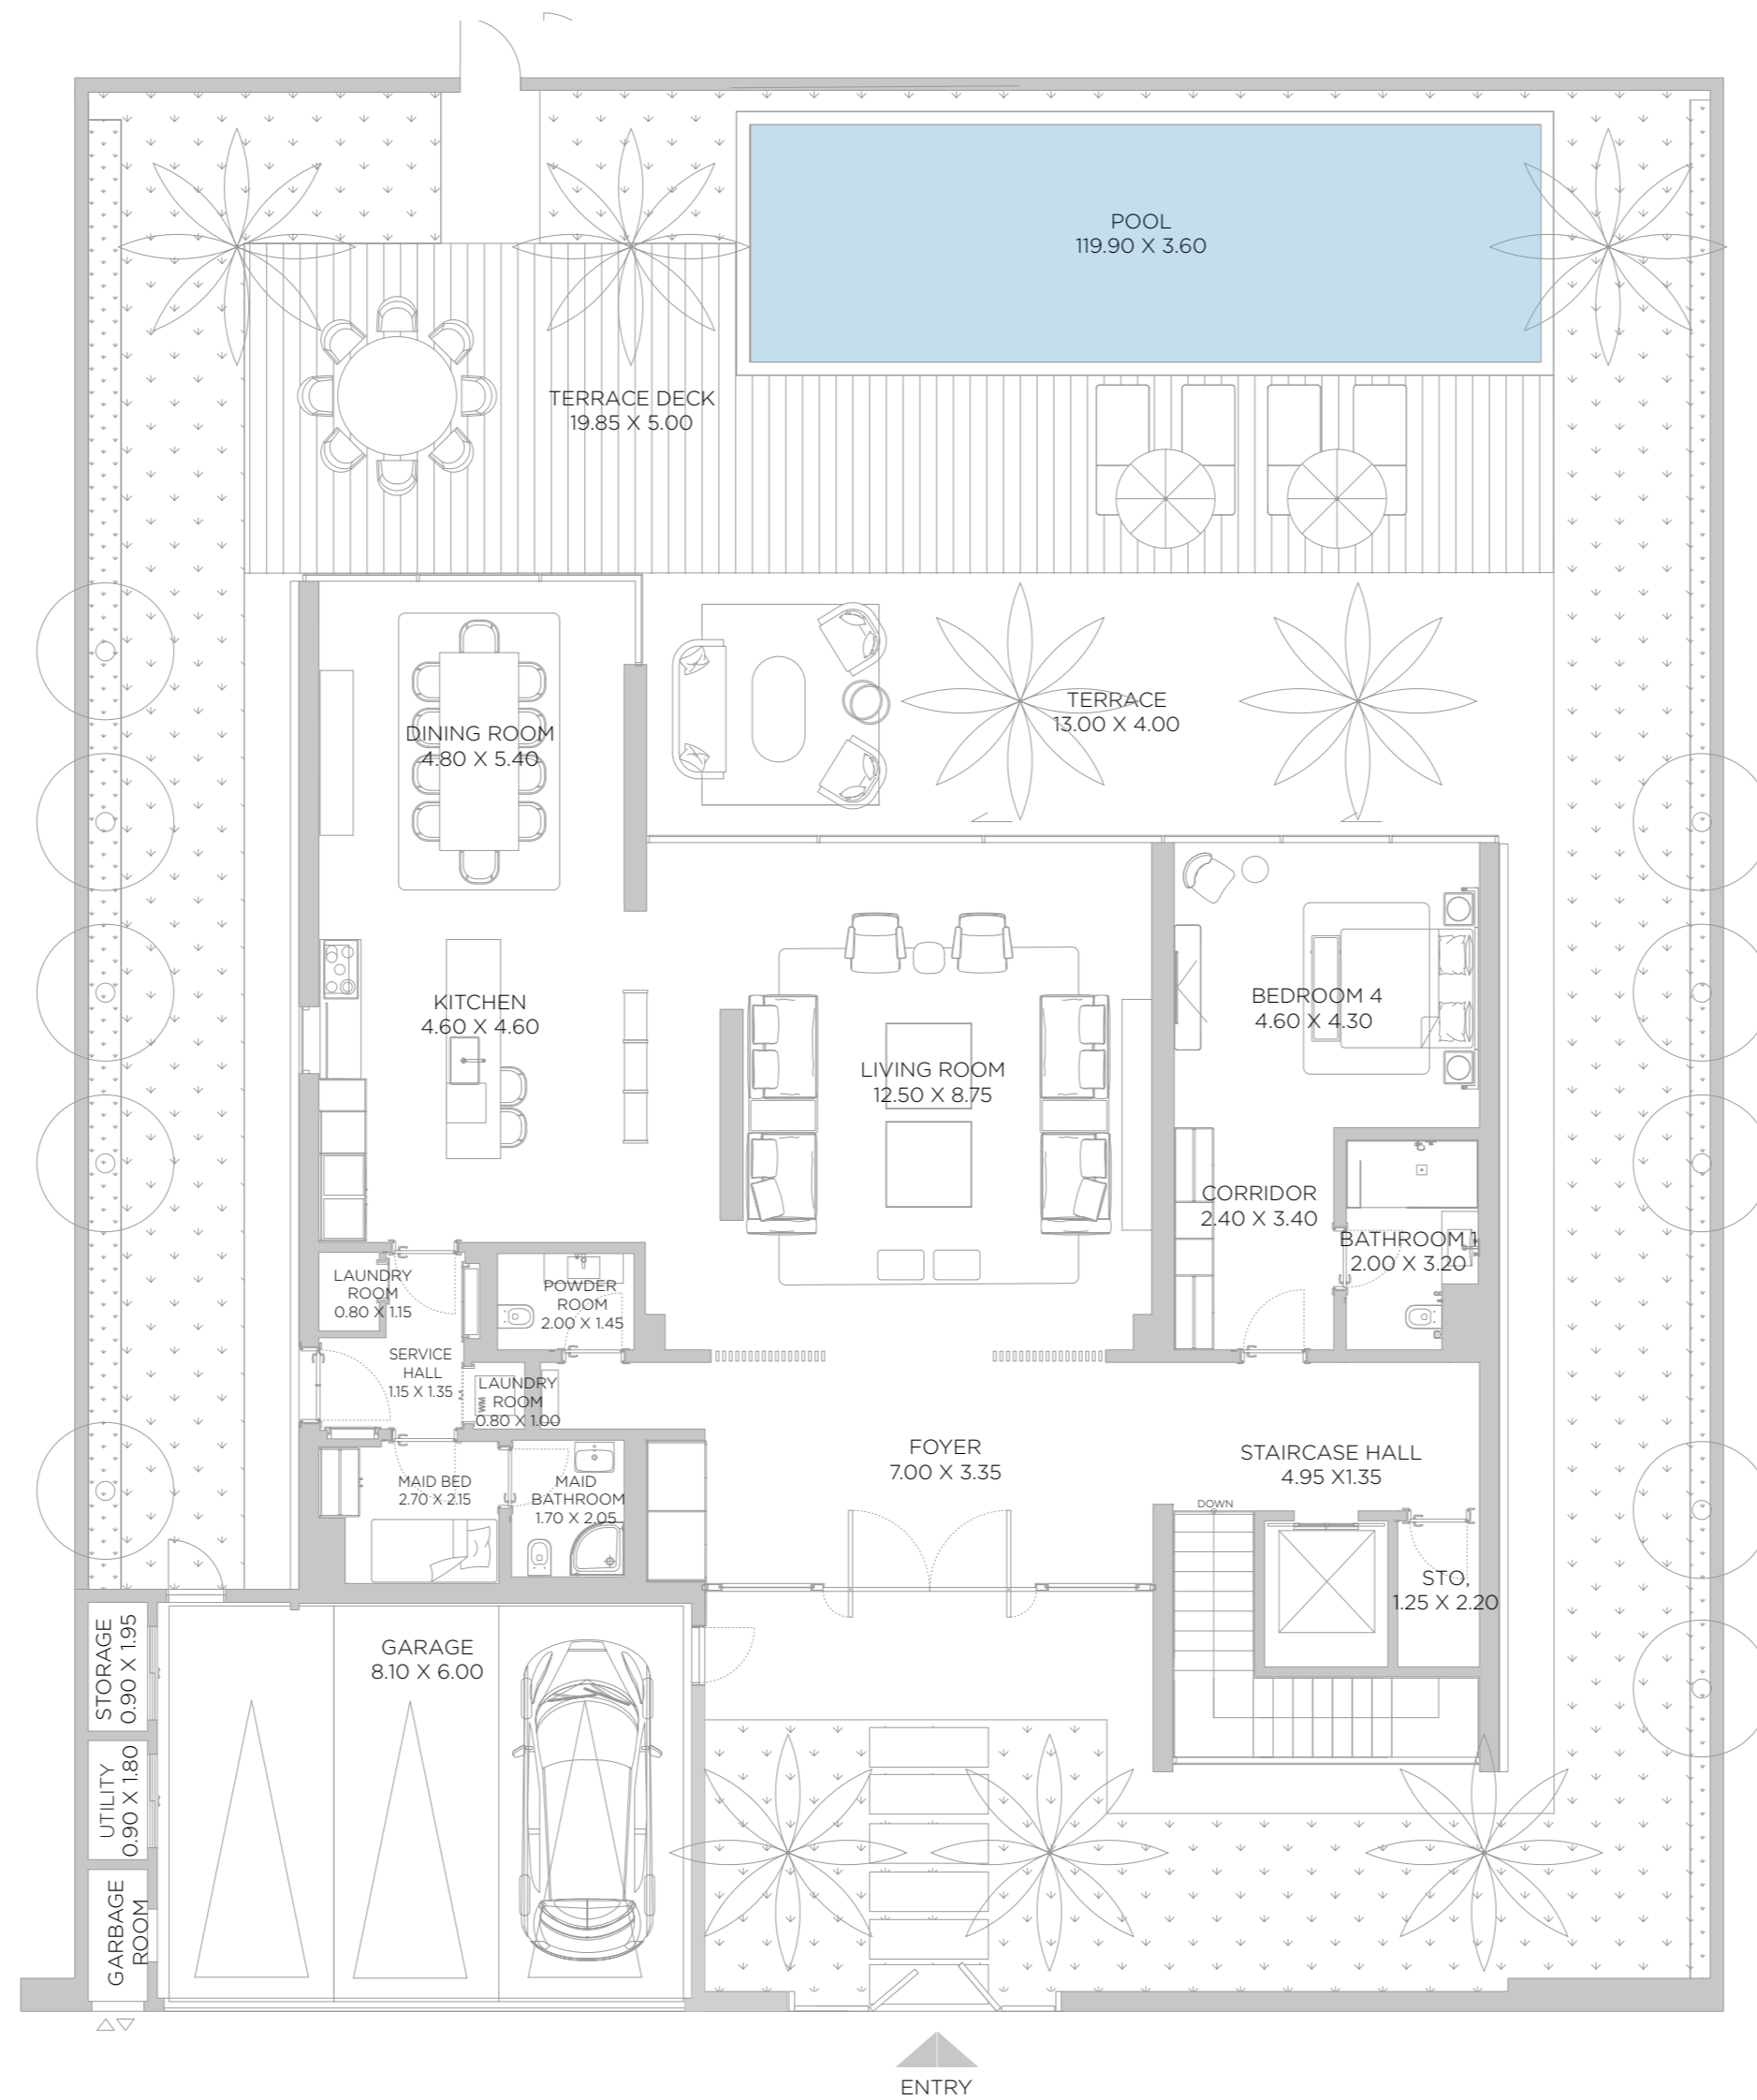 POOL
119.90 X 3.60
TERRACE DECK
19.85 X 5.00
TERRACE
13.00 X 4.00
DINING ROOM
4.80 X 5.40
KITCHEN
4.60 X 4.60
BEDROOM 4
4.60 X 4.30
LIVING ROOM
12.50 X 8.75
CORRIDOR
2.40 X 3.40
BATHROOM 1
2.00 X 3.20
LAUNDRY
ROOM
0.80 X 1.15
POWDER
ROOM
2.00 X 1.45
SERVICE
HALL
1.15 X 1.35
LAUNDRY
ROOM
0.80 X 1.00
WM
FOYER
7.00 X 3.35
STAIRCASE HALL
4.95 X1.35
MAID BED
2.70 X 2.15
MAID
BATHROOM
1.70 X 2.05
DOWN
STO,
1.25 X 2.20
STORAGE
0.90 X 1.95
GARAGE
8.10 X 6.00
UTILITY
0.90 X 1.80
GARBAGE
ROOM
ENTRY